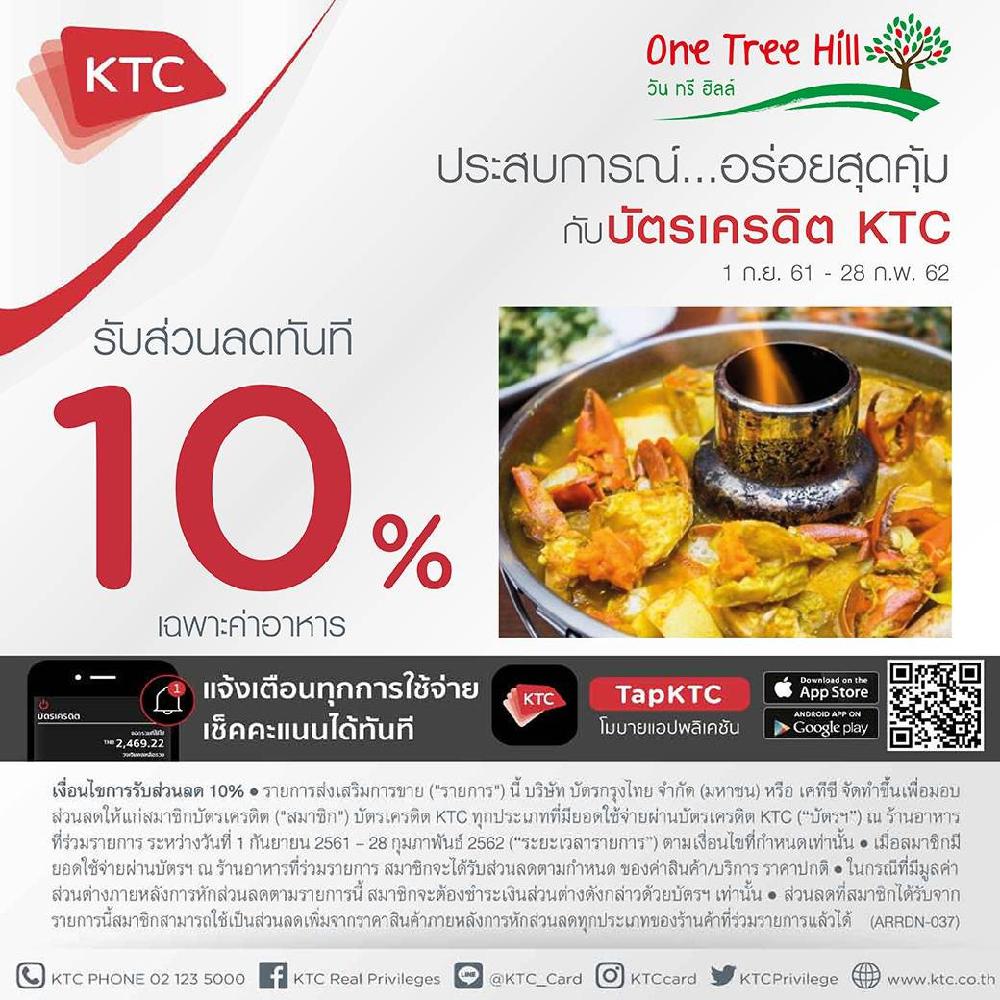 KTC
One Tree Hill
วัน ทรี ฮิลล์
ประสบการณ์...อร่อยสุดคุ้ม
กับบัตรเครดิต KTC
1 ก.ย. 61 - 28 ก.พ. 62
รับส่วนลดทันที
10%
เฉพาะค่าอาหาร
บัตรเครดิต
THB 2,469.22
1
แจ้งเตือนทุกการใช้จ่าย
เช็คคะแนนได้ทันที
KTC
TapKTC
โมบายแอปพลิเคชัน
Download on the
App Store
ANDROID APP ON
Google play
เงื่อนไขการรับส่วนลด 10% ● รายการส่งเสริมการขาย ("รายการ") นี้ บริษัท บัตรกรุงไทย จำกัด (มหาชน) หรือ เคทีซี จัดทำขึ้นเพื่อมอบ
ส่วนลดให้แก่สมาชิกบัตรเครดิต ("สมาชิก") บัตรเครดิต KTC ทุกประเภทที่มียอดใช้จ่ายผ่านบัตรเครดิต KTC ("บัตรฯ") ณ ร้านอาหาร
ที่ร่วมรายการ ระหว่างวันที่ 1 กันยายน 2561 – 28 กุมภาพันธ์ 2562 ("ระยะเวลารายการ") ตามเงื่อนไขที่กำหนดเท่านั้น ● เมื่อสมาชิกมี
ยอดใช้จ่ายผ่านบัตรฯ ณ ร้านอาหารที่ร่วมรายการ สมาชิกจะได้รับส่วนลดตามกำหนด ของค่าสินค้า/บริการ ราคาปกติ ● ในกรณีที่มีมูลค่า
ส่วนต่างภายหลังการหักส่วนลดตามรายการนี้ สมาชิกจะต้องชำระเงินส่วนต่างดังกล่าวด้วยบัตรฯ เท่านั้น ● ส่วนลดที่สมาชิกได้รับจาก
รายการนี้สมาชิกสามารถใช้เป็นส่วนลดเพิ่มจากราคาสินค้าภายหลังการหักส่วนลดทุกประเภทของร้านค้าที่ร่วมรายการแล้วได้ (ARRDN-037)
KTC PHONE 02 123 5000 KTC Real Privileges @KTC_Card KTCcard KTCPrivilege www.ktc.co.th